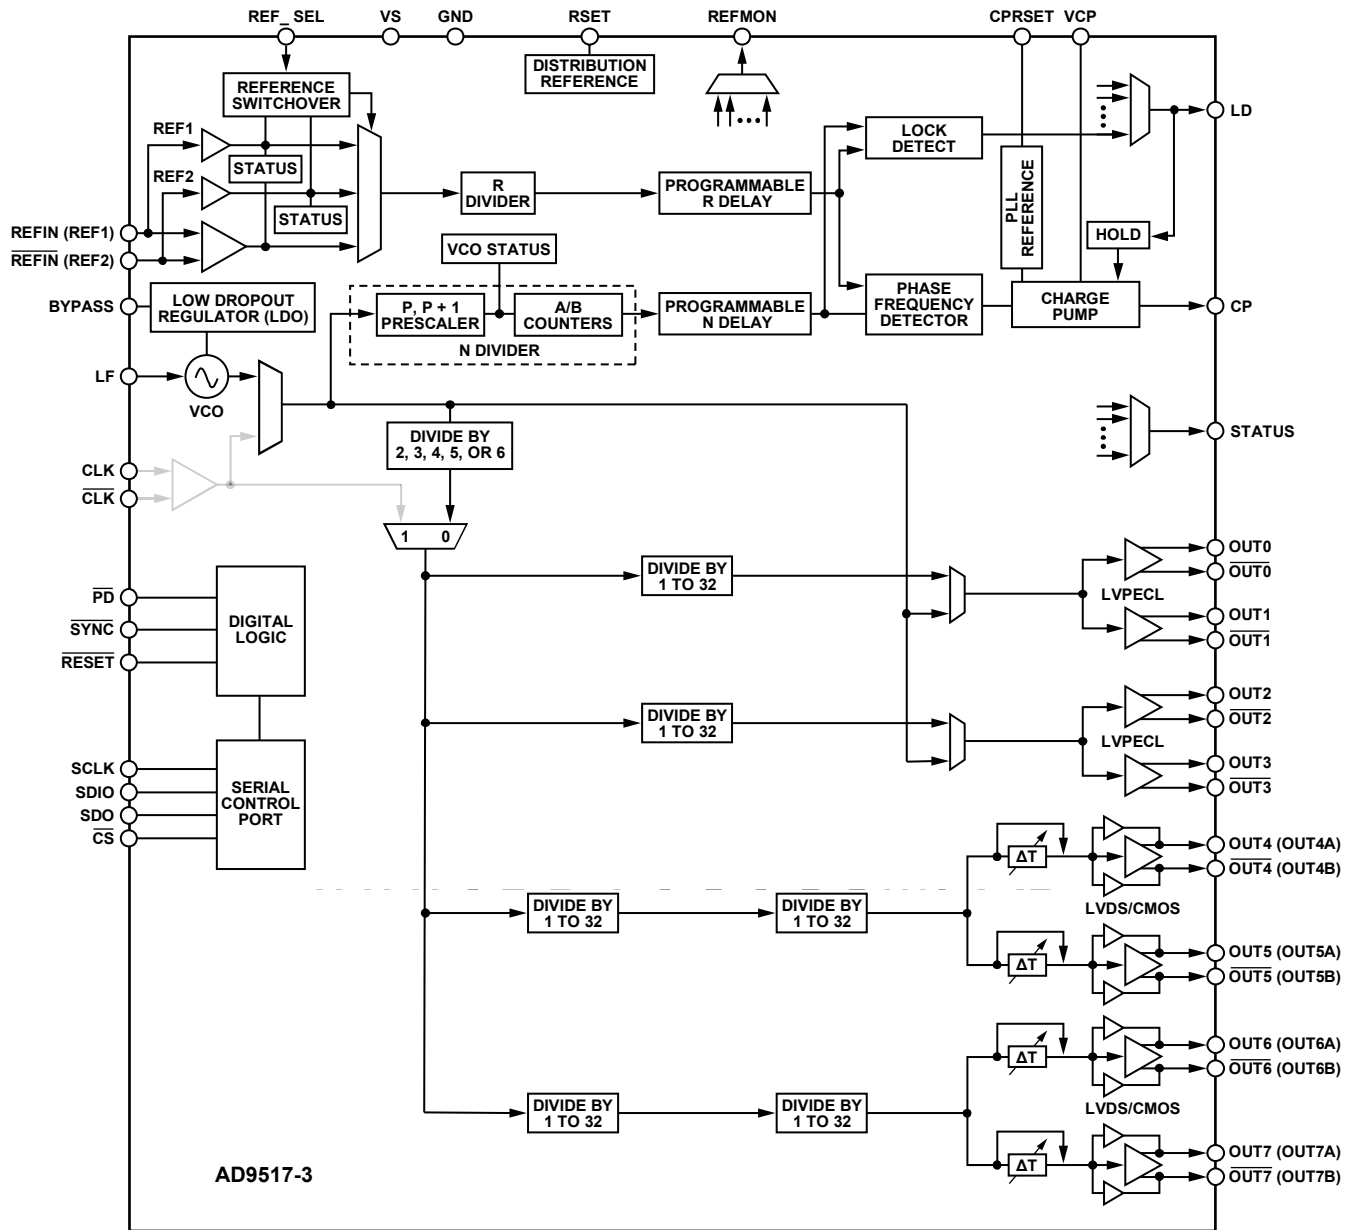 REF_SEL VS GND RSET REFMON CPRSET VCP
DISTRIBUTION
REFERENCE
REFERENCE
SWITCHOVER
LD
REF1
LOCK
DETECT
STATUS
REF2
R
DIVIDER
PROGRAMMABLE
R DELAY
STATUS
PLL
REFERENCE
REFIN (REF1)
REFIN (REF2)
HOLD
VCO STATUS
BYPASS
LOW DROPOUT
REGULATOR (LDO)
P, P + 1
PRESCALER
A/B
COUNTERS
N DIVIDER
PROGRAMMABLE
N DELAY
PHASE
FREQUENCY
DETECTOR
CHARGE
PUMP
CP
LF
VCO
STATUS
DIVIDE BY
2, 3, 4, 5, OR 6
CLK
CLK
1 0
DIVIDE BY
1 TO 32
LVPECL
OUT0
OUT0
OUT1
OUT1
PD
SYNC
RESET
DIGITAL
LOGIC
DIVIDE BY
1 TO 32
LVPECL
OUT2
OUT2
OUT3
OUT3
SCLK
SDIO
SDO
CS
SERIAL
CONTROL
PORT
ΔT
OUT4 (OUT4A)
OUT4 (OUT4B)
DIVIDE BY
1 TO 32
DIVIDE BY
1 TO 32
LVDS/CMOS
ΔT
OUT5 (OUT5A)
OUT5 (OUT5B)
ΔT
OUT6 (OUT6A)
OUT6 (OUT6B)
DIVIDE BY
1 TO 32
DIVIDE BY
1 TO 32
LVDS/CMOS
ΔT
OUT7 (OUT7A)
OUT7 (OUT7B)
AD9517-3